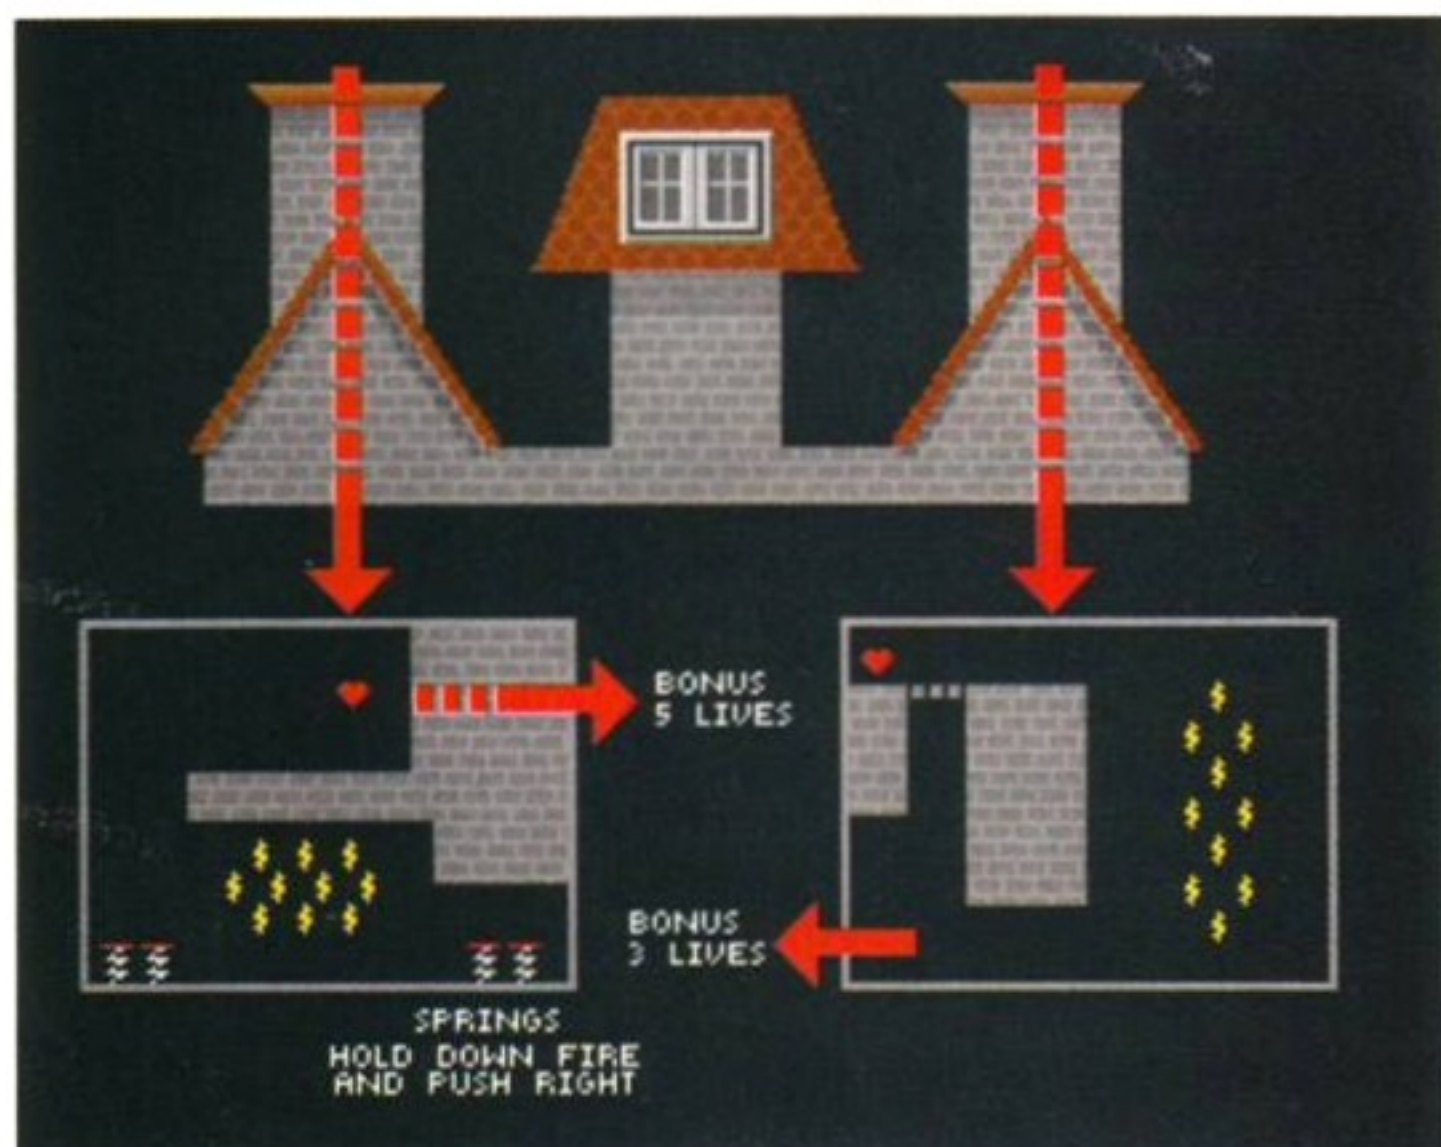 BONUS
5 LIVES
BONUS
3 LIVES
SPRINGS
HOLD DOWN FIRE
AND PUSH RIGHT